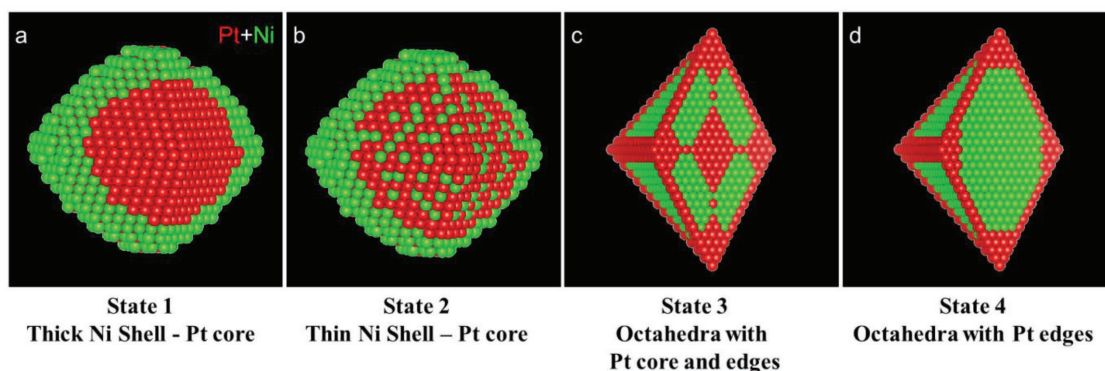 a
Pt+Ni
b
c
d
State 1
Thick Ni Shell - Pt core
State 2
Thin Ni Shell – Pt core
State 3
Octahedra with
Pt core and edges
State 4
Octahedra with Pt edges